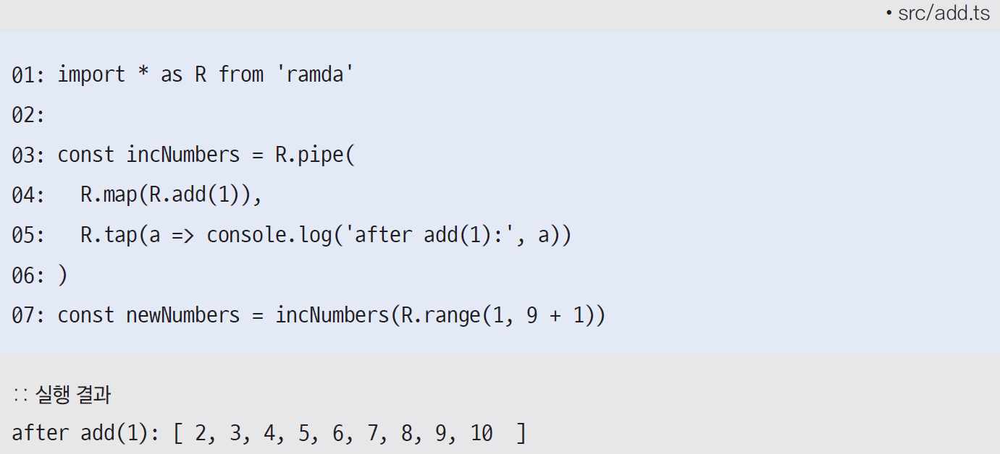 • src/add.ts
01: import * as R from 'ramda'
02:
03: const incNumbers = R.pipe(
04:   R.map(R.add(1)),
05:   R.tap(a => console.log('after add(1):', a))
06: )
07: const newNumbers = incNumbers(R.range(1, 9 + 1))
:: 실행 결과
after add(1): [ 2, 3, 4, 5, 6, 7, 8, 9, 10  ]